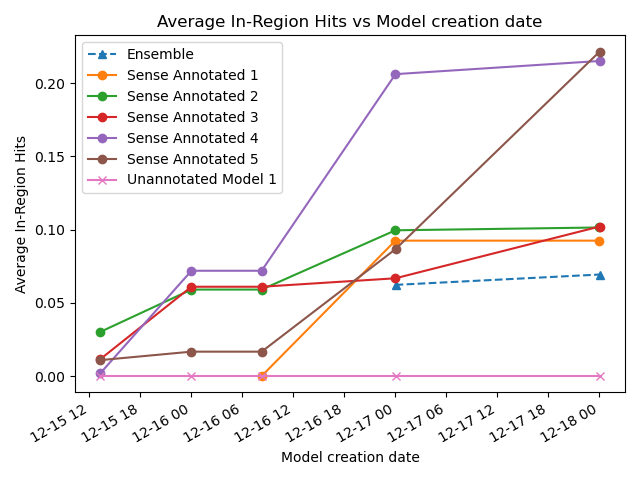 Average In-Region Hits vs Model creation date
Ensemble
Sense Annotated 1
Sense Annotated 2
Sense Annotated 3
Sense Annotated 4
Sense Annotated 5
Unannotated Model 1
Average In-Region Hits
0.20
0.15
0.10
0.05
0.00
12-15 12
12-15 18
12-16 00
12-16 06
12-16 12
12-16 18
12-17 00
12-17 06
12-17 12
12-17 18
12-18 00
Model creation date